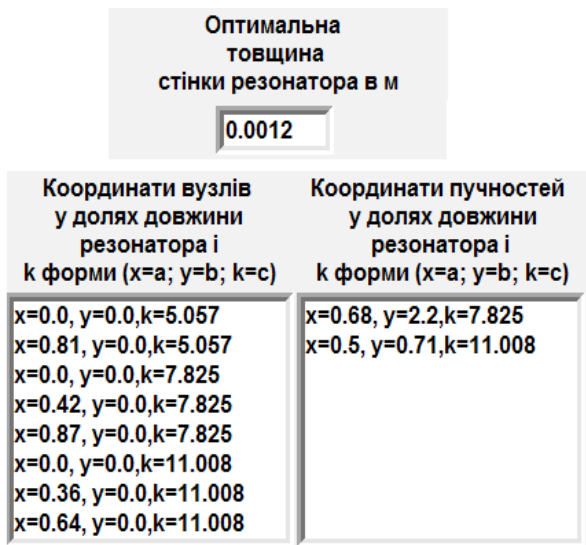 Оптимальна
товщина
стінки резонатора в м
0.0012
Координати вузлів
у долях довжини
резонатора і
k форми (x=a; y=b; k=c)
x=0.0, y=0.0,k=5.057
x=0.81, y=0.0,k=5.057
x=0.0, y=0.0,k=7.825
x=0.42, y=0.0,k=7.825
x=0.87, y=0.0,k=7.825
x=0.0, y=0.0,k=11.008
x=0.36, y=0.0,k=11.008
x=0.64, y=0.0,k=11.008
Координати пучностей
у долях довжини
резонатора і
k форми (x=a; y=b; k=c)
x=0.68, y=2.2,k=7.825
x=0.5, y=0.71,k=11.008